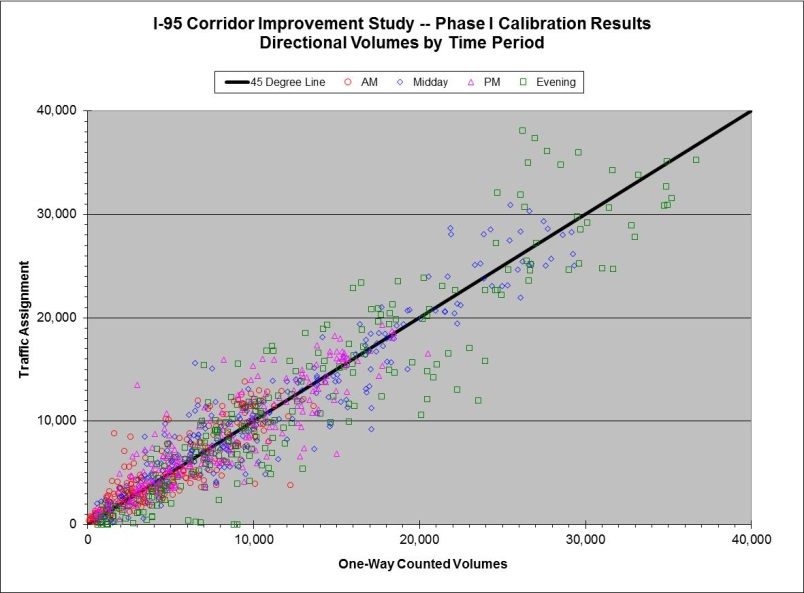 I-95 Corridor Improvement Study -- Phase I Calibration Results
Directional Volumes by Time Period
45 Degree Line AM Midday PM Evening
40,000
30,000
20,000
10,000
0
Traffic Assignment
0 10,000 20,000 30,000 40,000
One-Way Counted Volumes